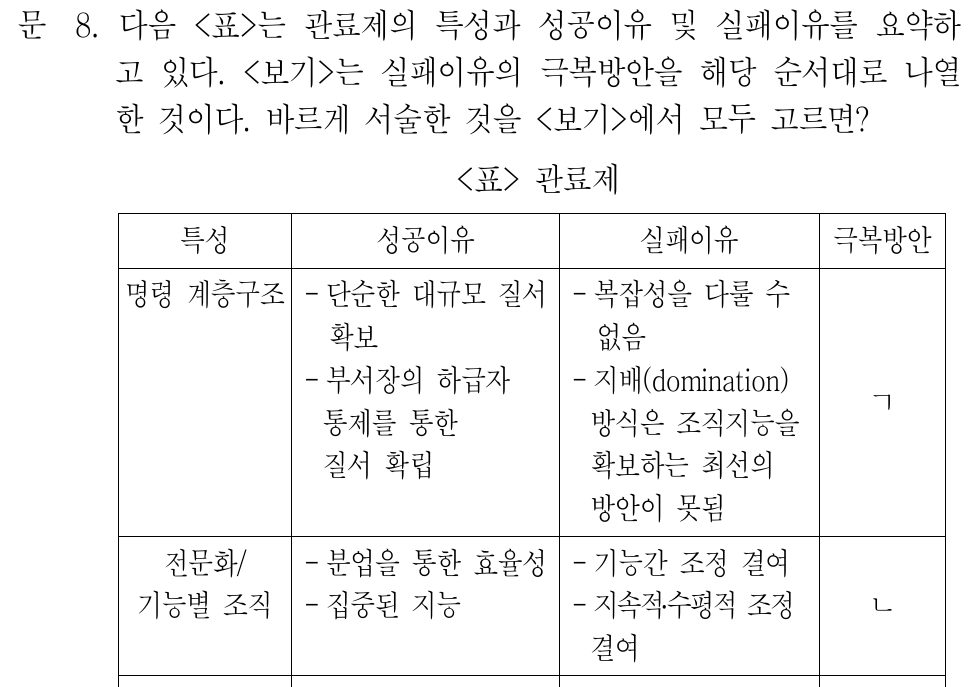 문 8. 다음 <표>는 관료제의 특성과 성공이유 및 실패이유를 요약하
고 있다. <보기>는 실패이유의 극복방안을 해당 순서대로 나열
한 것이다. 바르게 서술한 것을 <보기>에서 모두 고르면?
<표> 관료제
특성 성공이유 실패이유 극복방안
명령 계층구조
- 단순한 대규모 질서
확보
- 부서장의 하급자
통제를 통한
질서 확립
- 복잡성을 다룰 수
없음
- 지배(domination)
방식은 조직지능을
확보하는 최선의
방안이 못됨
ㄱ
전문화/
기능별 조직
- 분업을 통한 효율성
- 집중된 지능
- 기능간 조정 결여
- 지속적·수평적 조정
결여
ㄴ